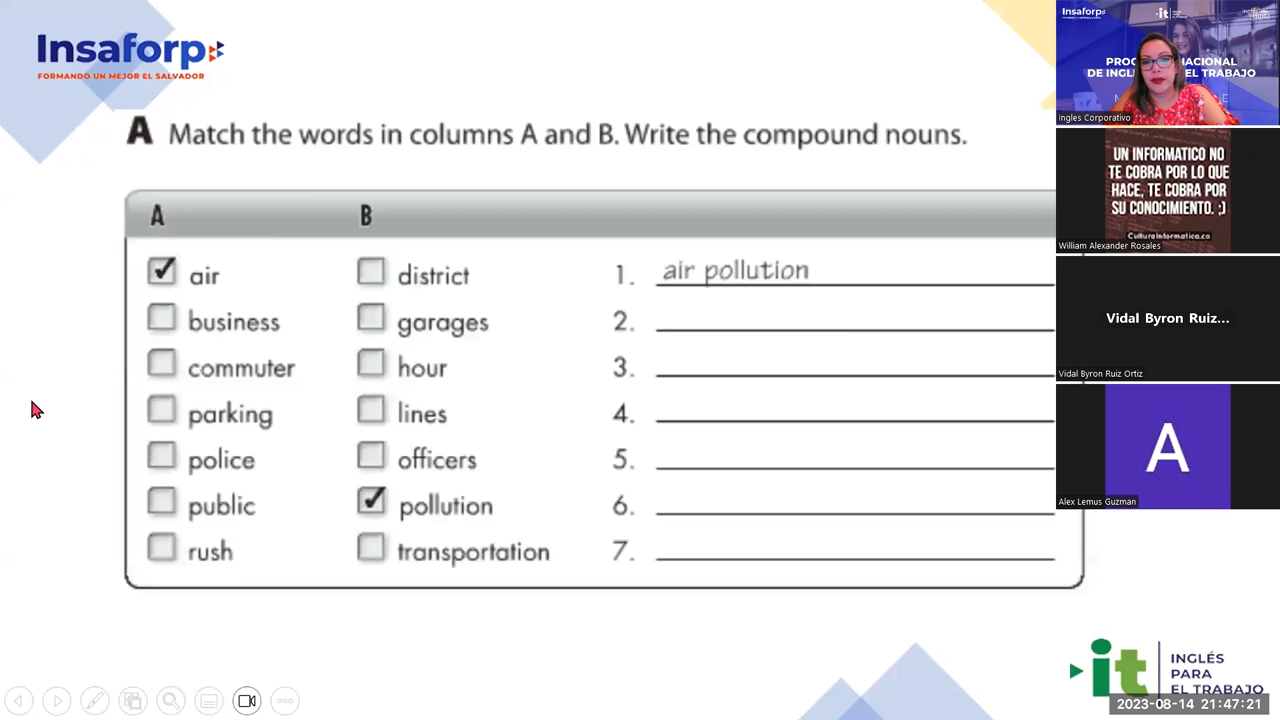 Insaforp
FORMANDO UN MEJOR EL SALVADOR
A Match the words in columns A and B. Write the compound nouns.
A B
air district 1. air pollution
business garages 2.
commuter hour 3.
parking lines 4.
police officers 5.
public pollution 6.
rush transportation 7.
Insaforp
it
PROG NACIONAL
DE INGL EL TRABAJO
Ingles Corporativo
UN INFORMATICO NO
TE COBRA POR LO QUE
HACE, TE COBRA POR
SU CONOCIMIENTO. ;)
CulturaInformatica.co
William Alexander Rosales
Vidal Byron Ruiz...
Vidal Byron Ruiz Ortiz
A
Alex Lemus Guzman
it INGLÉS
PARA
EL TRABAJO
2023-08-14 21:47:21